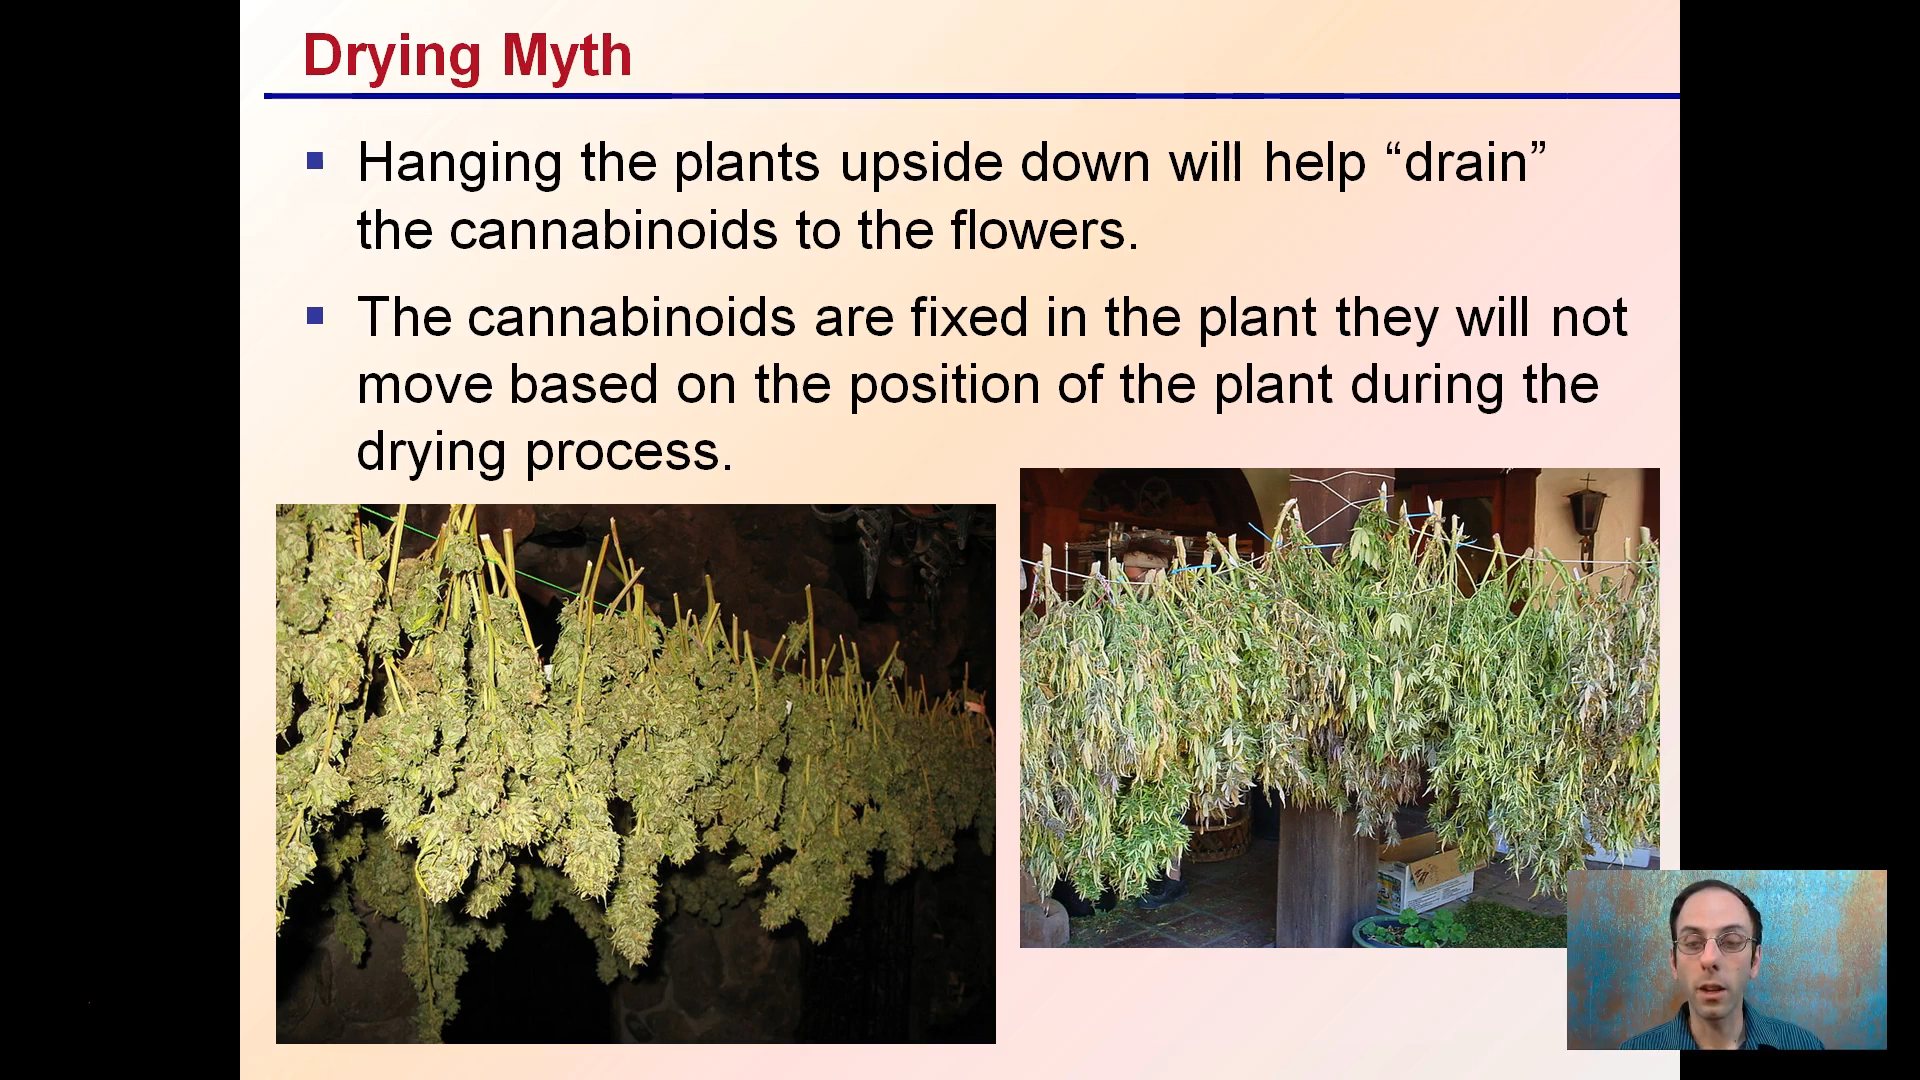 Drying Myth
Hanging the plants upside down will help “drain”
the cannabinoids to the flowers.
The cannabinoids are fixed in the plant they will not
move based on the position of the plant during the
drying process.